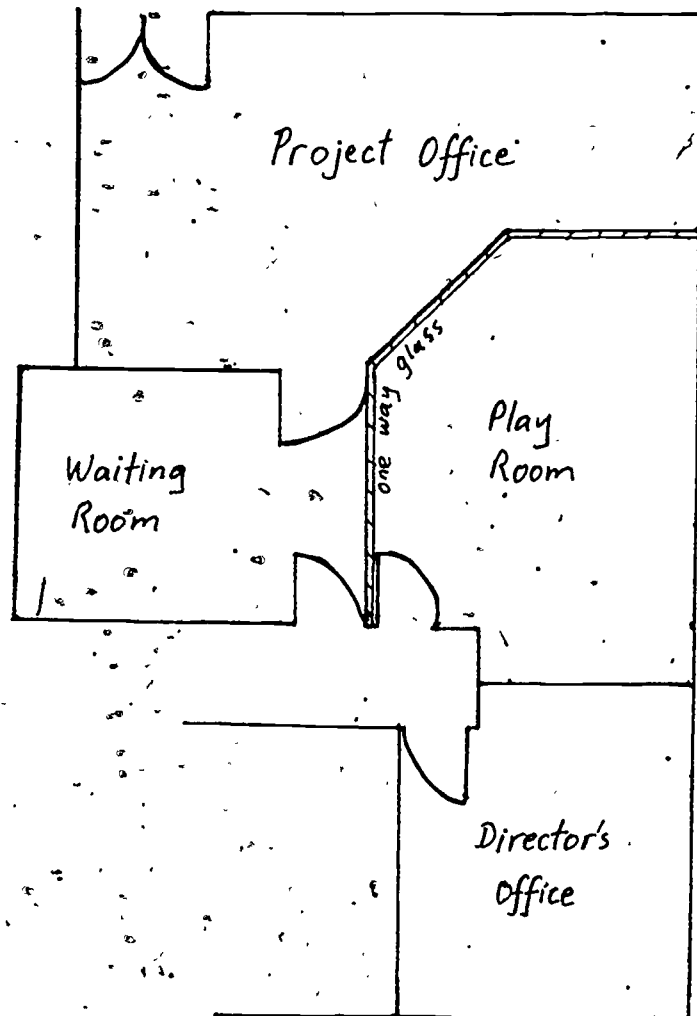 Project Office
one way glass
Play
Room
Waiting
Room
Director's
Office